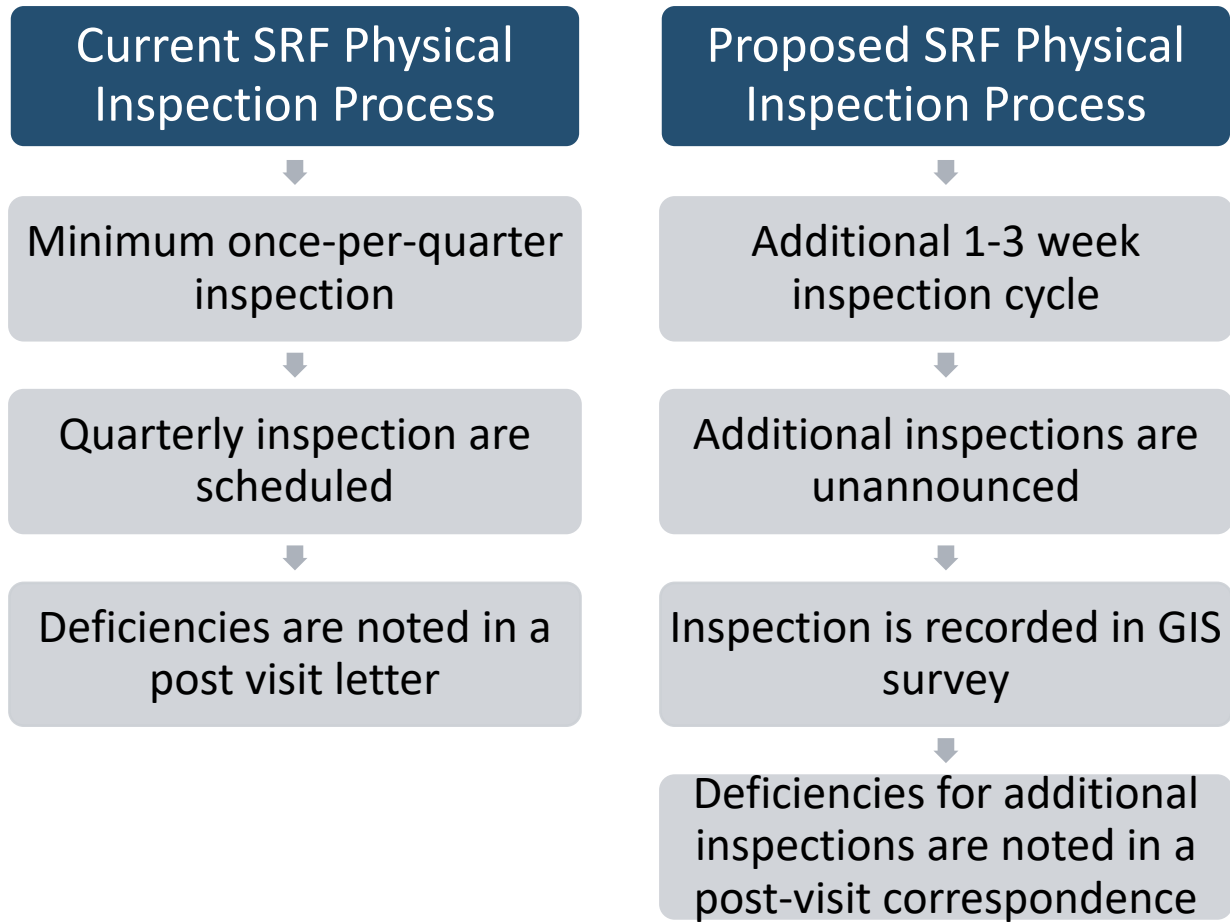 Current SRF Physical
Inspection Process
Minimum once-per-quarter
inspection
Quarterly inspection are
scheduled
Deficiencies are noted in a
post visit letter
Proposed SRF Physical
Inspection Process
Additional 1-3 week
inspection cycle
Additional inspections are
unannounced
Inspection is recorded in GIS
survey
Deficiencies for additional
inspections are noted in a
post-visit correspondence